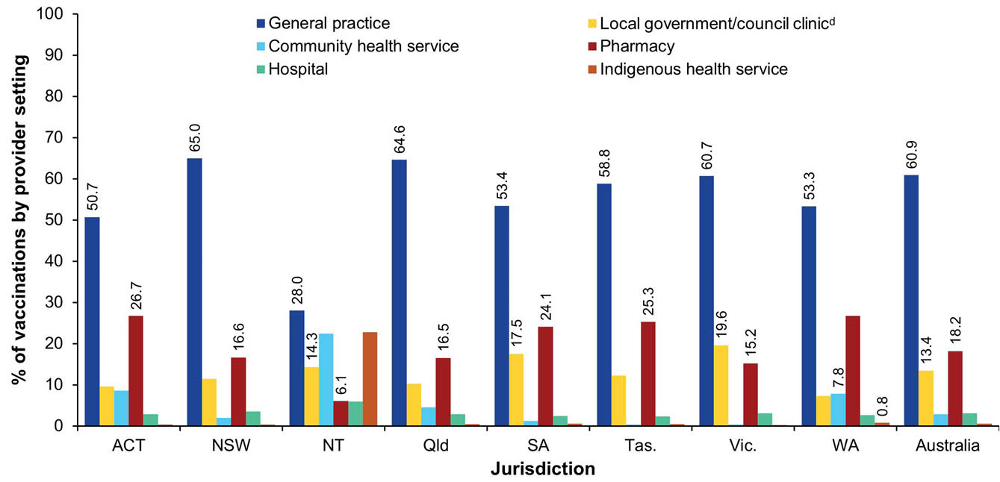 % of vaccinations by provider setting
100
90
80
70
60
50
40
30
20
10
0
General practice
Local government/council clinicᵈ
Community health service
Pharmacy
Hospital
Indigenous health service
50.7
26.7
65.0
16.6
28.0
14.3
6.1
64.6
16.5
53.4
17.5
24.1
58.8
25.3
60.7
19.6
15.2
53.3
7.8
0.8
60.9
13.4
18.2
ACT
NSW
NT
Qld
SA
Tas.
Vic.
WA
Australia
Jurisdiction